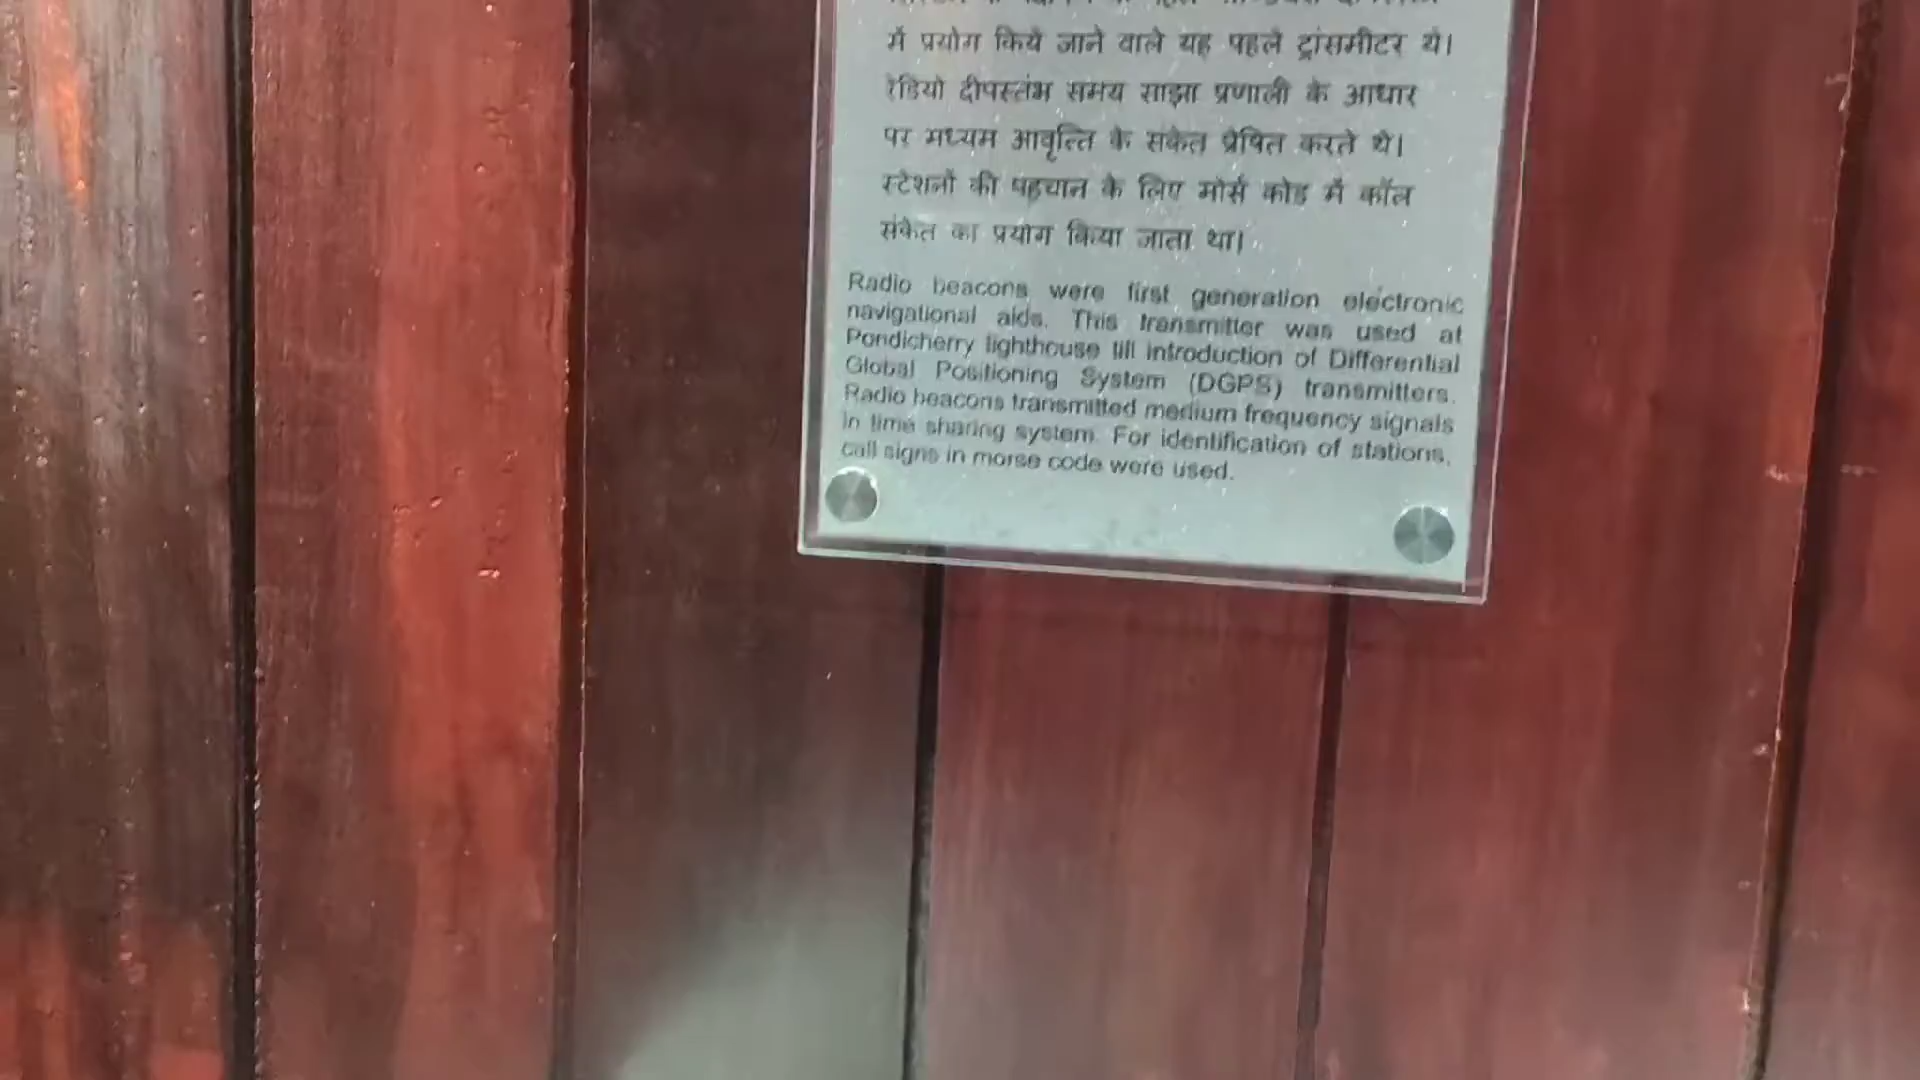 में प्रयोग किये जाने वाले यह पहले ट्रांसमीटर थे।
रेडियो दीपस्तंभ समय साझा प्रणाली के आधार
पर मध्यम आवृत्ति के संकेत प्रेषित करते थे।
स्टेशनों की पहचान के लिए मोर्स कोड में कॉल
संकेत का प्रयोग किया जाता था।
Radio beacons were first generation electronic
navigational aids. This transmitter was used at
Pondicherry lighthouse till introduction of Differential
Global Positioning System (DGPS) transmitters.
Radio beacons transmitted medium frequency signals
in time sharing system. For identification of stations,
call signs in morse code were used.